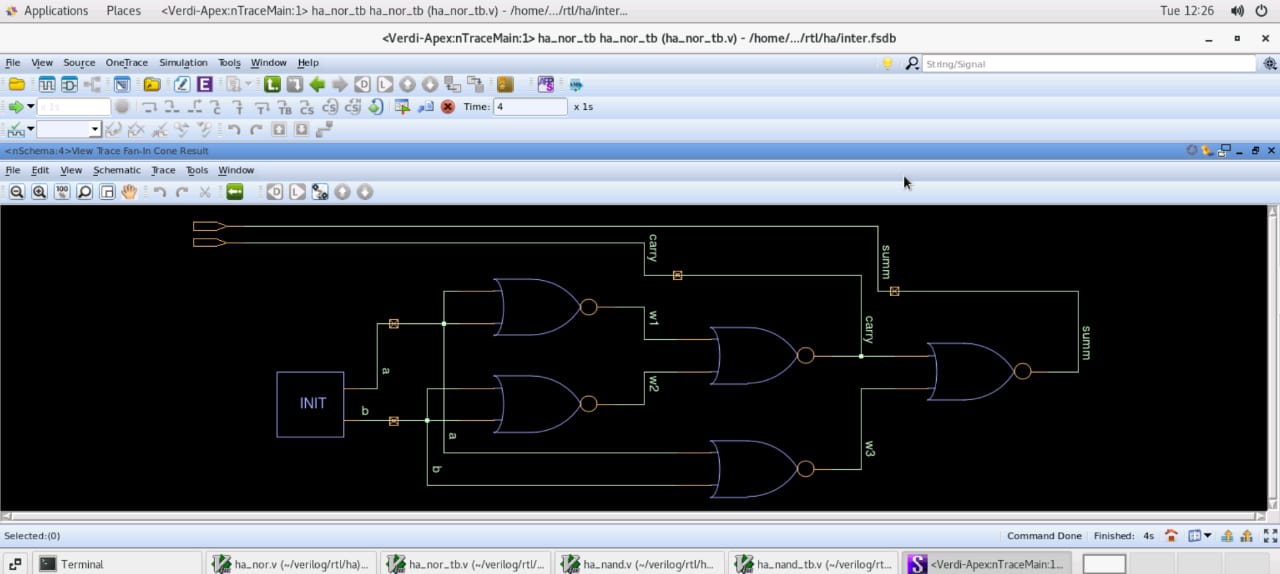 Applications Places <Verdi-Apex:nTraceMain:1> ha_nor_tb ha_nor_tb (ha_nor_tb.v) - /home/.../rtl/ha/inter... Tue 12:26
<Verdi-Apex:nTraceMain:1> ha_nor_tb ha_nor_tb (ha_nor_tb.v) - /home/.../rtl/ha/inter.fsdb
File View Source OneTrace Simulation Tools Window Help String/Signal
x 1s Time: 4 x 1s
<nSchema:4>View Trace Fan-In Cone Result
File Edit View Schematic Trace Tools Window
100 %
D L
carry
summ
w1
carry
summ
a
w2
INIT
b
a
w3
b
Selected:(0) Command Done Finished: 4s
Terminal ha_nor.v (~/verilog/rtl/ha)... ha_nor_tb.v (~/verilog/rtl/... ha_nand.v (~/verilog/rtl/h... ha_nand_tb.v (~/verilog/rt... <Verdi-Apex:nTraceMain:1...